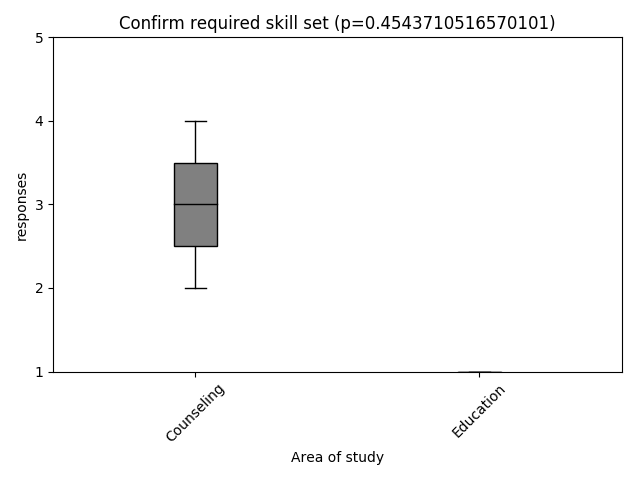 Confirm required skill set (p=0.4543710516570101)
5
4
3
2
1
responses
Counseling
Education
Area of study